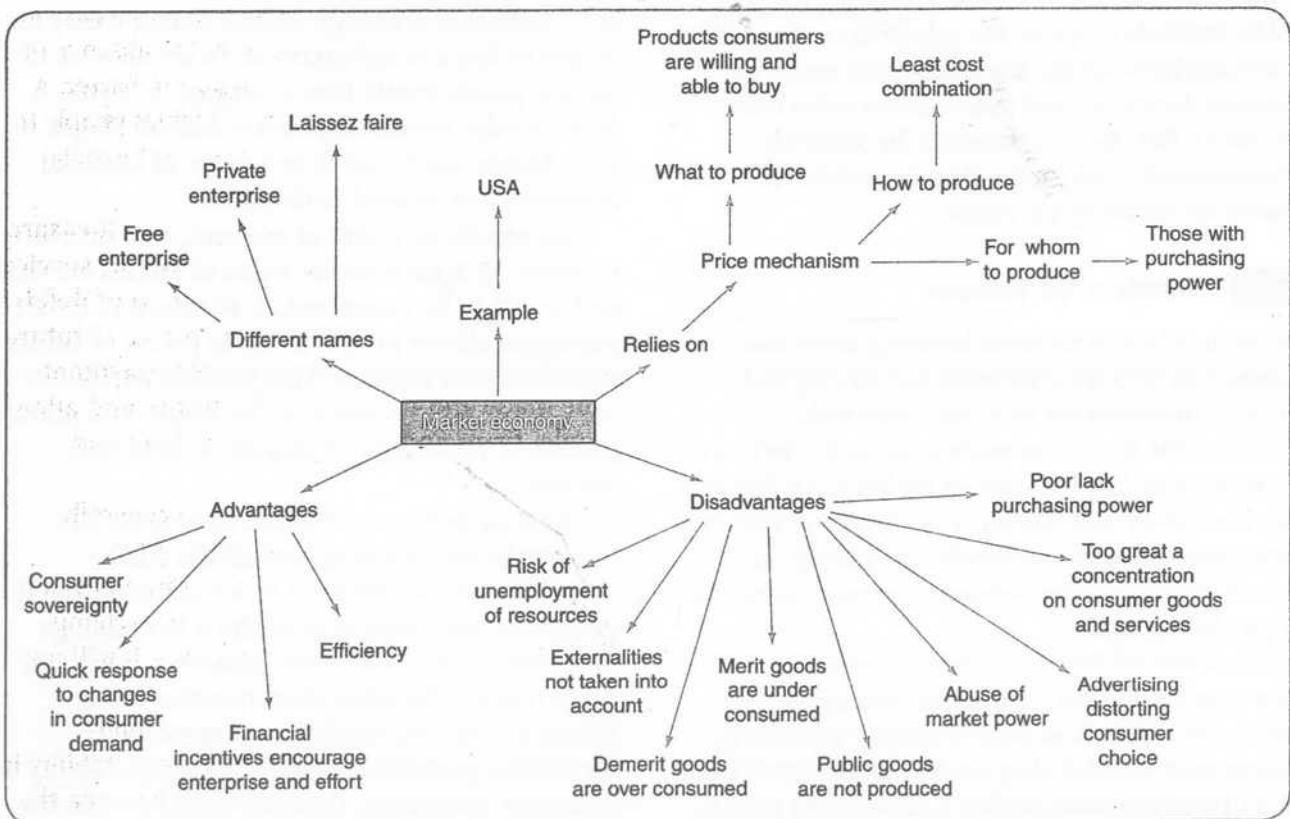 Products consumers
are willing and
able to buy
Least cost
combination
Laissez faire
Private
enterprise
USA
What to produce
How to produce
Free
enterprise
Price mechanism
For whom
to produce
Those with
purchasing
power
Example
Different names
Relies on
Market economy
Advantages
Disadvantages
Poor lack
purchasing power
Consumer
sovereignty
Risk of
unemployment
of resources
Too great a
concentration
on consumer goods
and services
Quick response
to changes
in consumer
demand
Efficiency
Externalities
not taken into
account
Merit goods
are under
consumed
Abuse of
market power
Advertising
distorting
consumer
choice
Financial
incentives encourage
enterprise and effort
Demerit goods
are over consumed
Public goods
are not produced